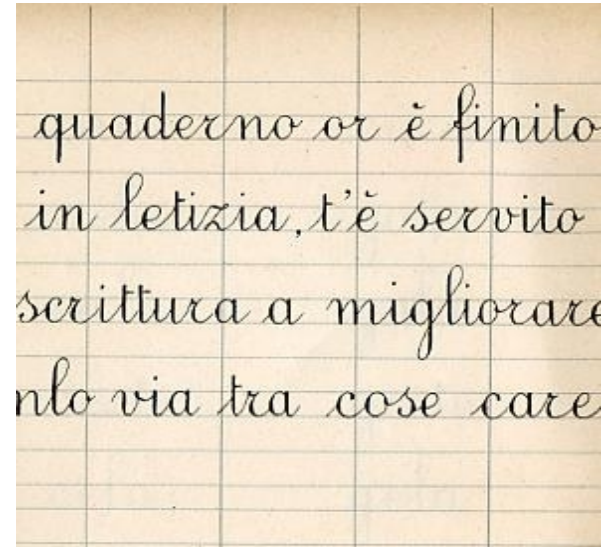 quaderno or è finito
in letizia, t'è servito
scrittura a migliorare
nlo via tra cose care